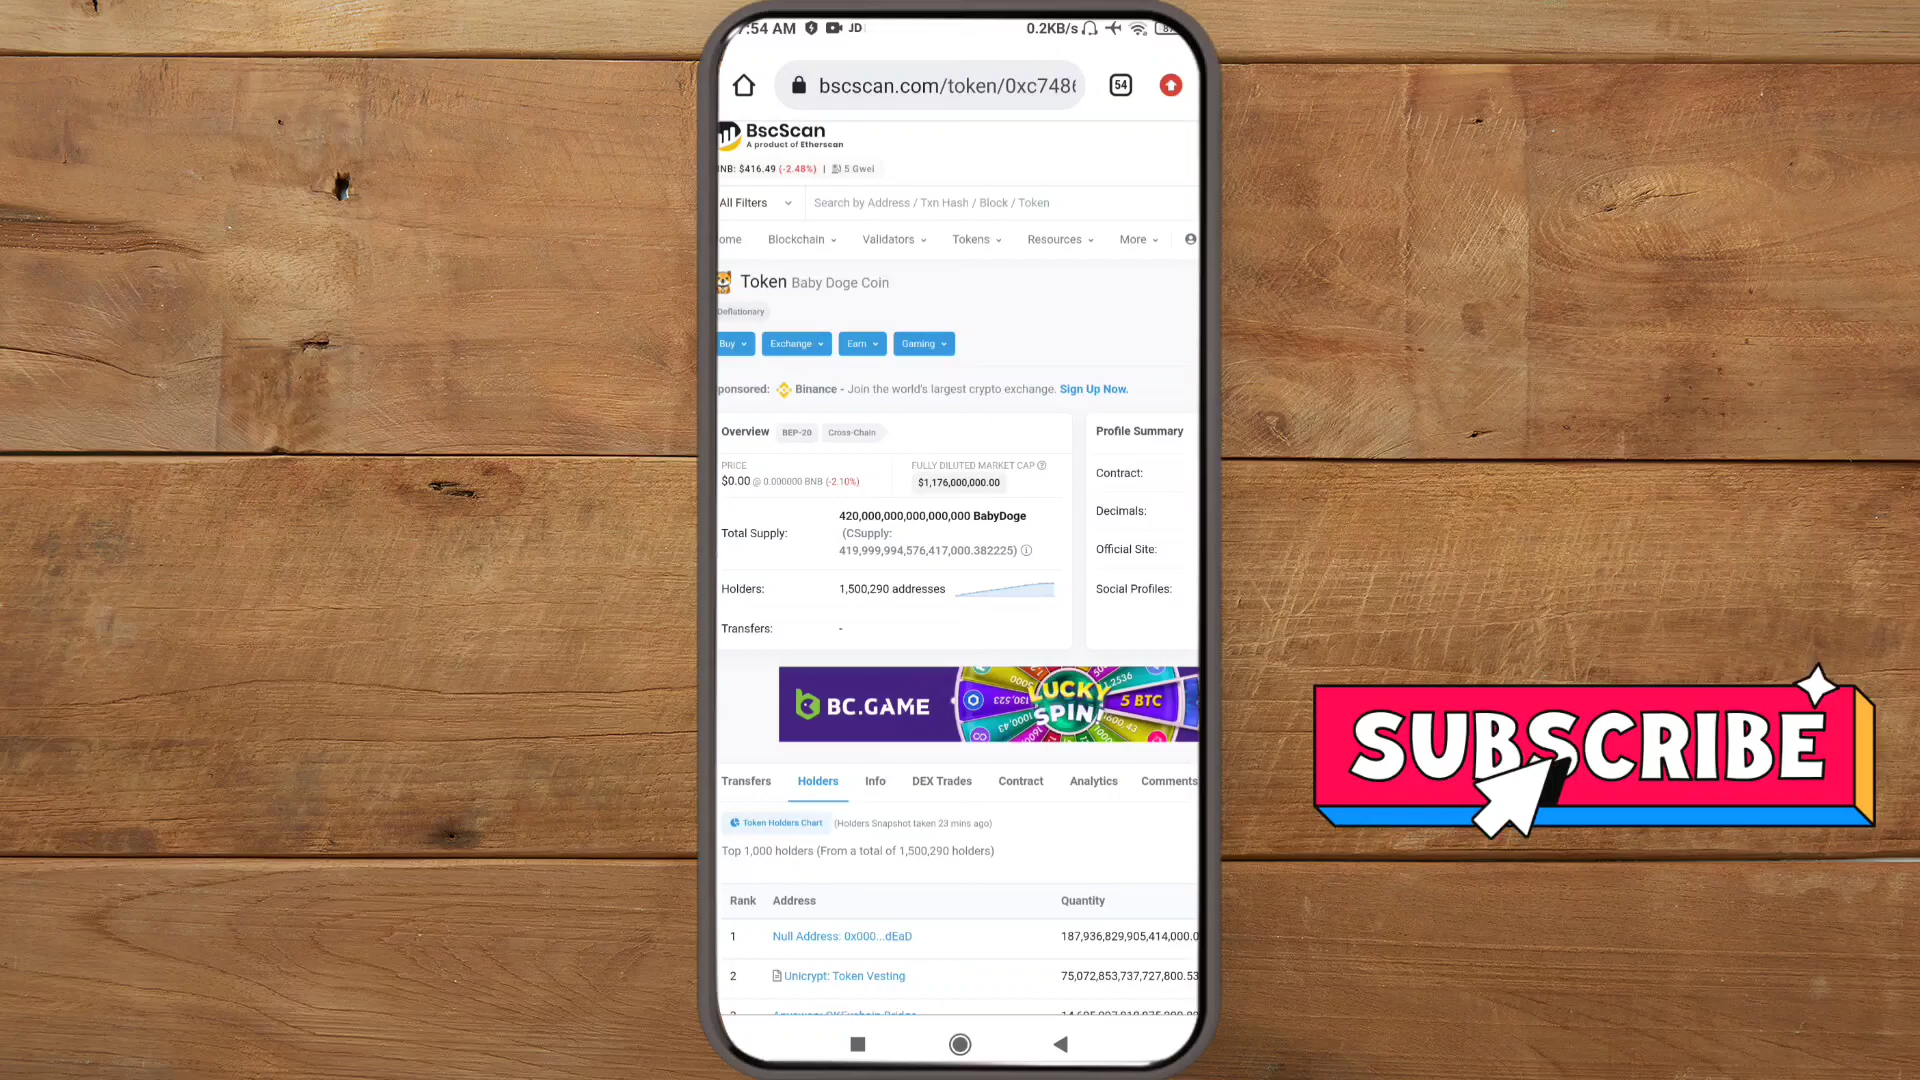 7:54 AM JD 0.2KB/s
bscscan.com/token/0xc748 54
BscScan
A product of Etherscan
NB: $416.49 (-2.48%) | 5 Gwei
All Filters Search by Address / Txn Hash / Block / Token
ome Blockchain Validators Tokens Resources More
Token Baby Doge Coin
Deflationary
Buy Exchange Earn Gaming
ponsored: Binance - Join the world's largest crypto exchange. Sign Up Now.
Overview BEP-20 Cross-Chain
PRICE
$0.00 @ 0.000000 BNB (-2.10%)
FULLY DILUTED MARKET CAP
$1,176,000,000.00
Total Supply:
420,000,000,000,000,000 BabyDoge
(CSupply:
419,999,994,576,417,000.382225)
Holders: 1,500,290 addresses
Transfers: -
Profile Summary
Contract:
Decimals:
Official Site:
Social Profiles:
BC.GAME LUCKY SPIN! 5 BTC
Transfers Holders Info DEX Trades Contract Analytics Comments
Token Holders Chart (Holders Snapshot taken 23 mins ago)
Top 1,000 holders (From a total of 1,500,290 holders)
Rank Address Quantity
1 Null Address: 0x000...dEaD 187,936,829,905,414,000.0
2 Unicrypt: Token Vesting 75,072,853,737,727,800.53
SUBSCRIBE